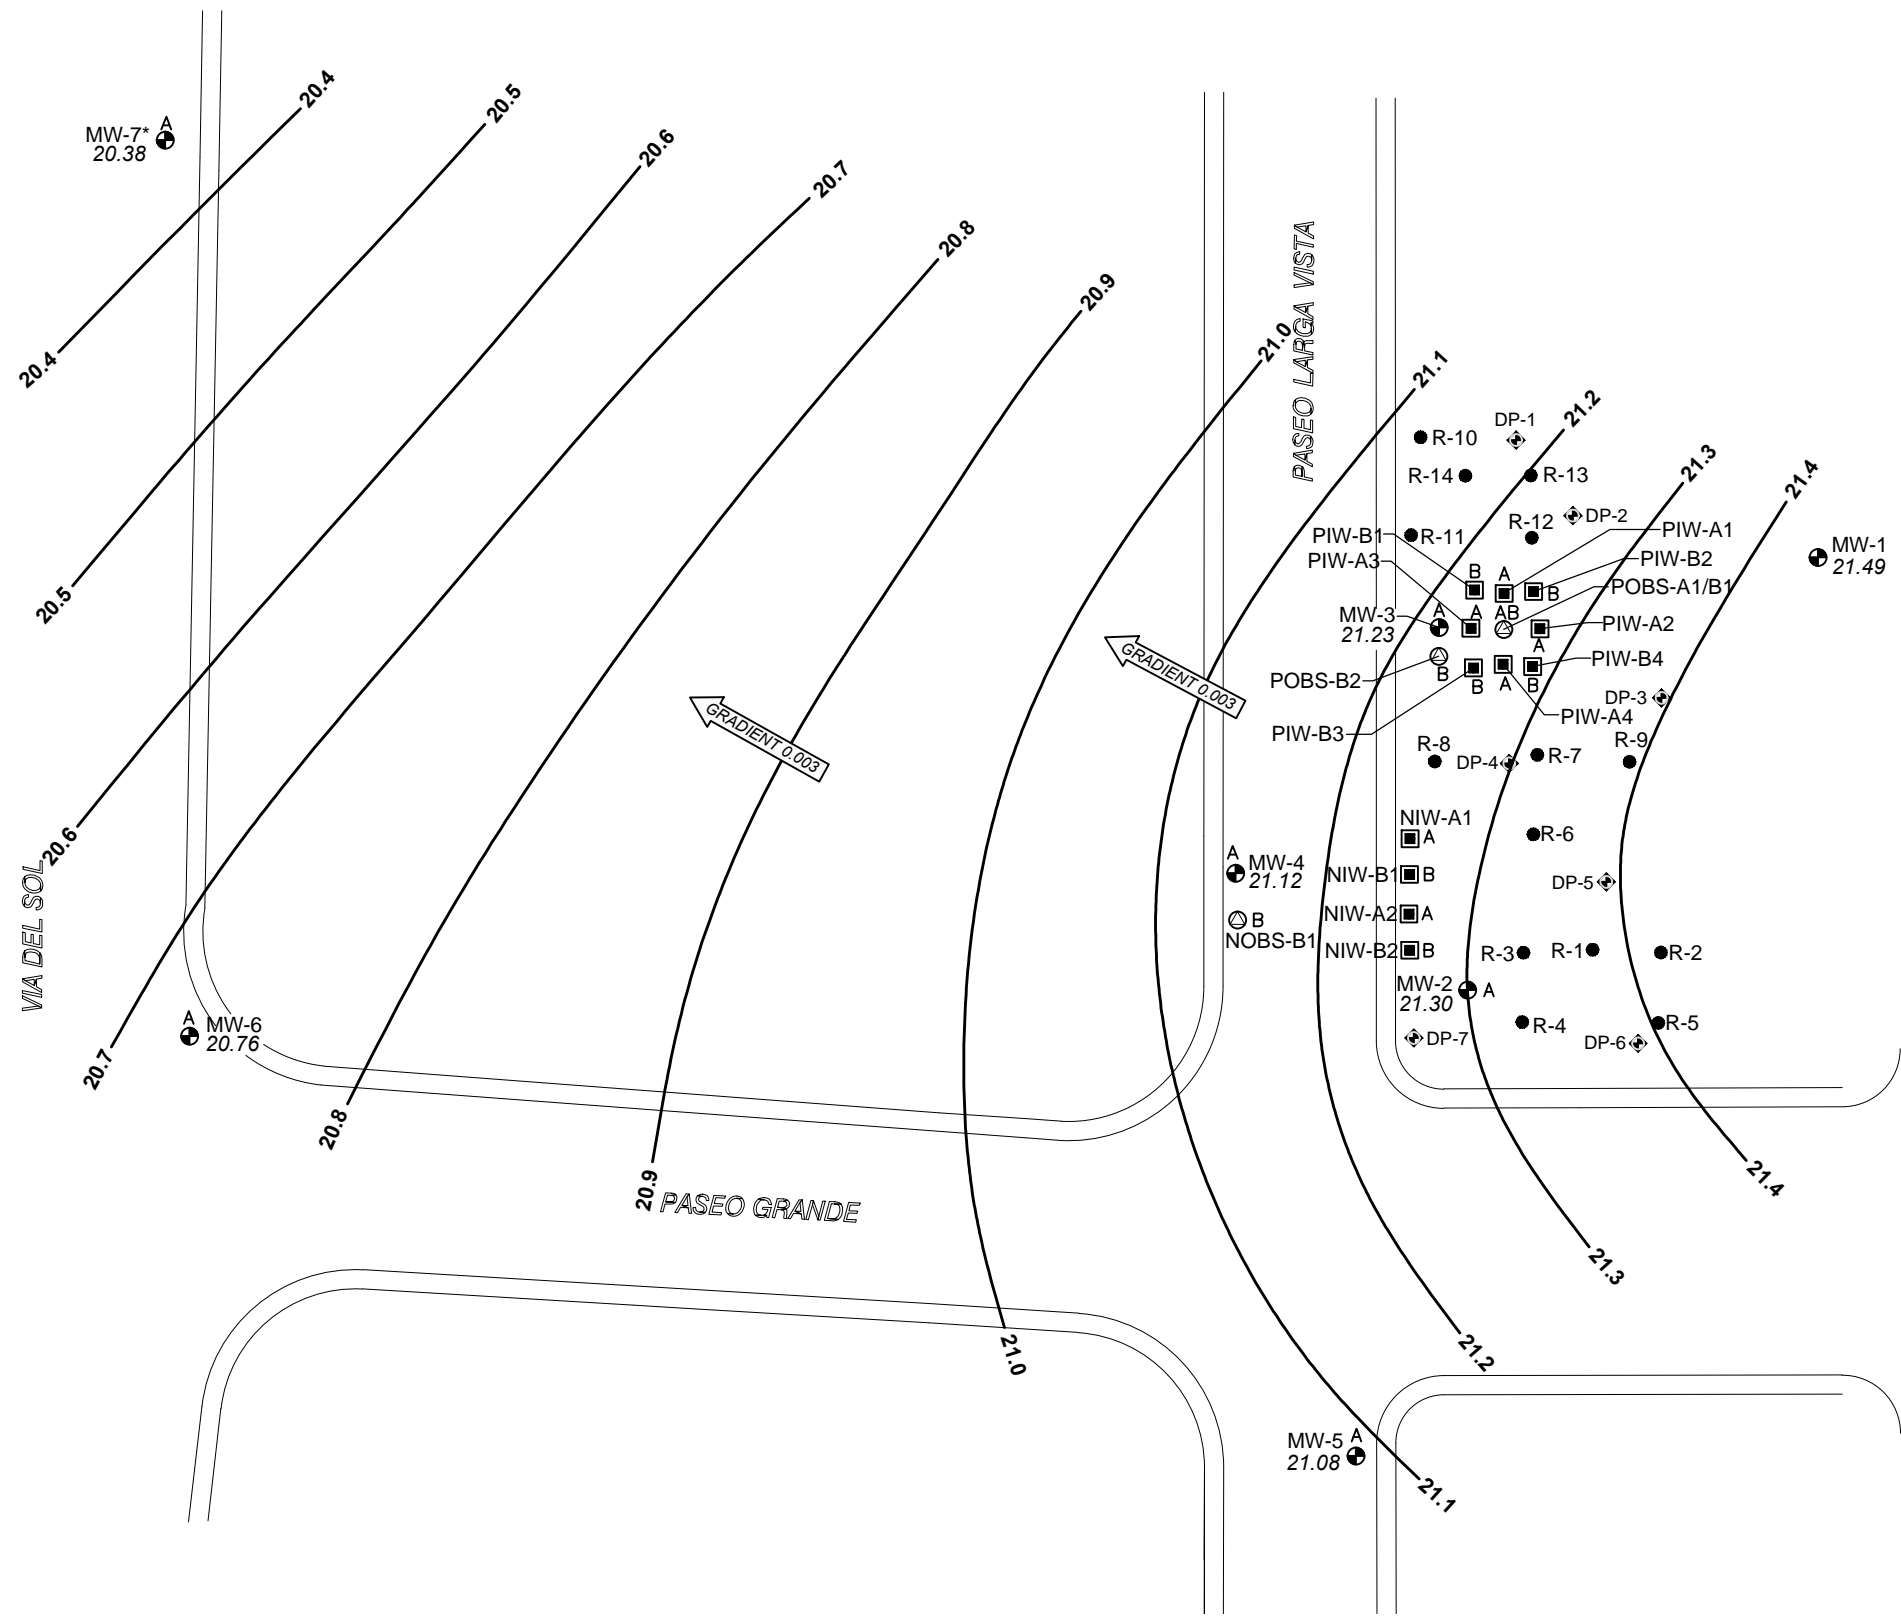 20.4
20.5
A
MW-7*
20.38
20.6
20.7
20.8
20.9
PASEO LARGA VISTA
21.0
20.4
21.1
21.2
DP-1
R-10
R-14
R-13
21.3
21.4
R-12
DP-2
PIW-A1
PIW-B1
R-11
MW-1
21.49
PIW-A3
PIW-B2
B
A
B
POBS-A1/B1
20.5
MW-3
21.23
A
A
AB
PIW-A2
A
GRADIENT 0.003
POBS-B2
B
B
A
B
PIW-B4
DP-3
PIW-A4
GRADIENT 0.003
PIW-B3
R-8
DP-4
R-7
R-9
NIW-A1
A
20.6
R-6
A
MW-4
21.12
NIW-B1
B
DP-5
VIA DEL SOL
NIW-A2
A
B
NOBS-B1
NIW-B2
B
R-3
R-1
R-2
MW-2
21.30
A
A
MW-6
20.76
R-4
R-5
DP-7
DP-6
20.7
20.8
20.9
PASEO GRANDE
21.4
21.3
21.0
21.2
MW-5
21.08
A
21.1